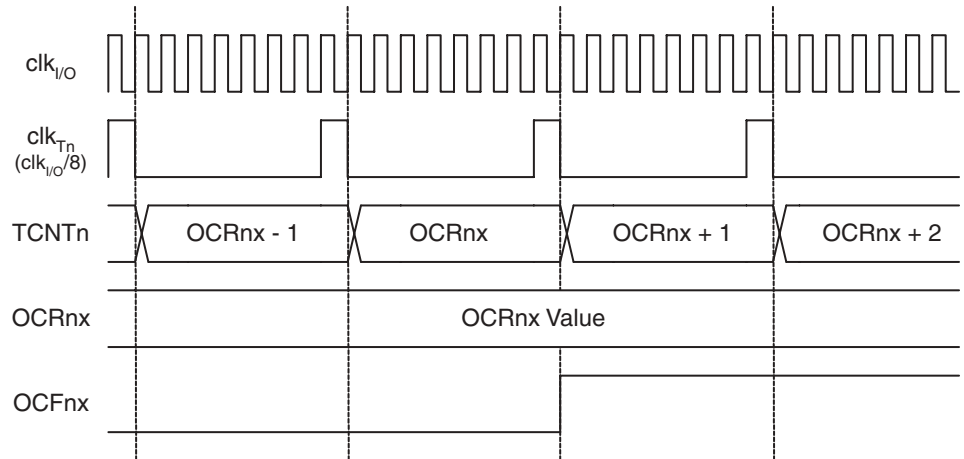 clkI/O
clkTn
(clkI/O/8)
TCNTn OCRnx - 1 OCRnx OCRnx + 1 OCRnx + 2
OCRnx OCRnx Value
OCFnx